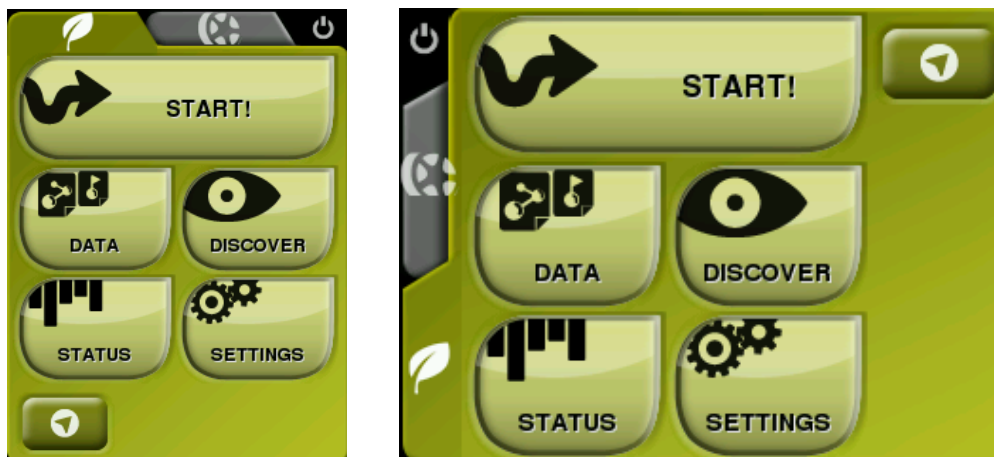 START!
DATA
DISCOVER
STATUS
SETTINGS
START!
DATA
DISCOVER
STATUS
SETTINGS